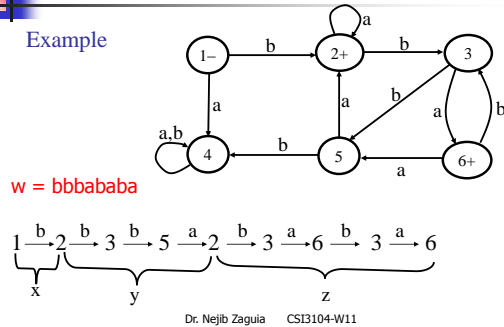 Example
1– b 2+ a b 3
a b a a b
a,b 4 b 5 a 6+
w = bbbababa
1 b 2 b 3 b 5 a 2 b 3 a 6 b 3 a 6
x y z
Dr. Nejib Zaguia CSI3104-W11